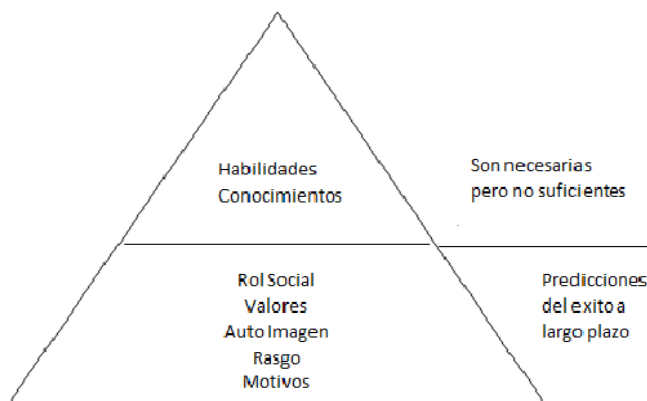 Habilidades
Conocimientos
Son necesarias
pero no suficientes
Rol Social
Valores
Auto Imagen
Rasgo
Motivos
Predicciones
del exito a
largo plazo